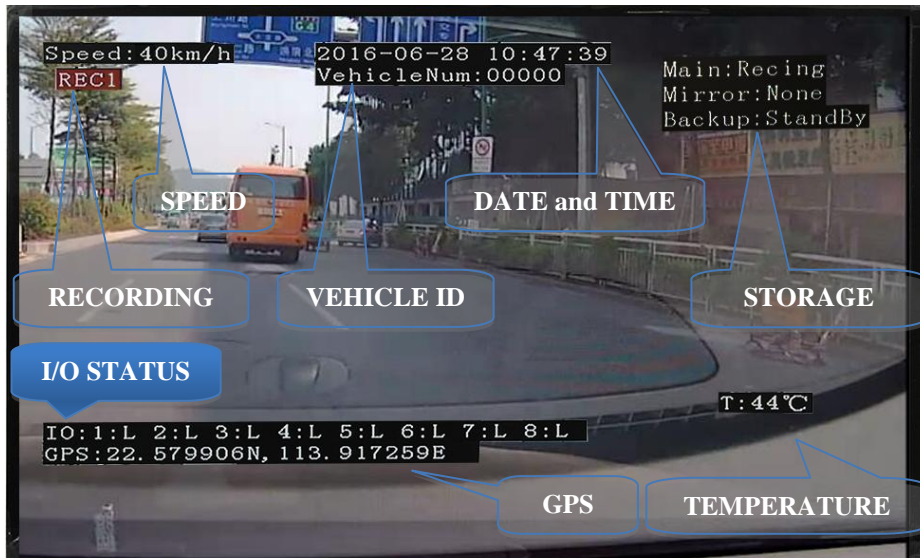 G4
Speed:40km/h
2016-06-28 10:47:39
REC1
VehicleNum:00000
Main:Recing
Mirror:None
Backup:StandBy
SPEED
DATE and TIME
RECORDING
VEHICLE ID
STORAGE
I/O STATUS
T:44℃
IO:1:L 2:L 3:L 4:L 5:L 6:L 7:L 8:L
GPS:22.579906N,113.917259E
GPS
TEMPERATURE